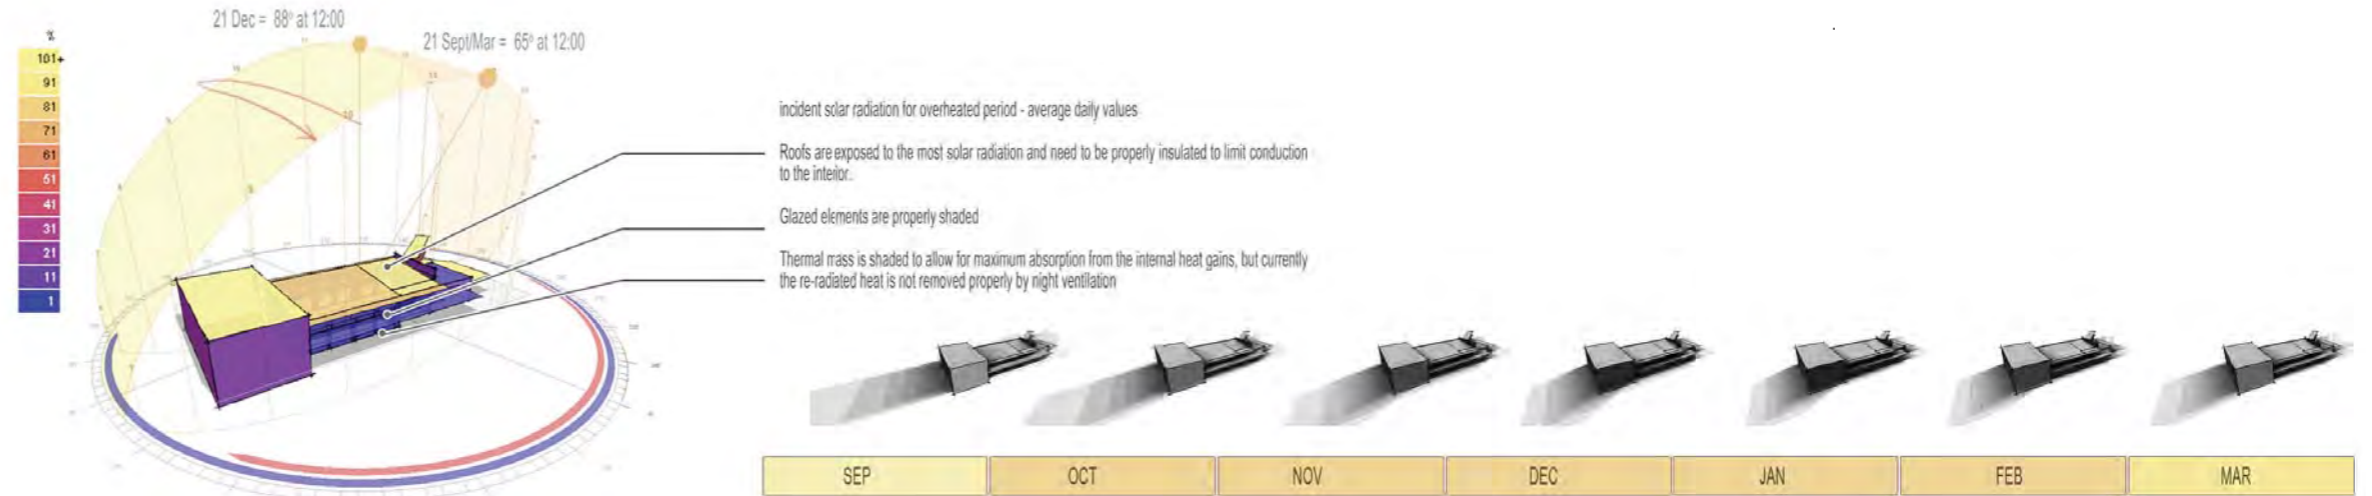 21 Dec = 88º at 12:00
21 Sept/Mar = 65º at 12:00
%
101+
91
81
71
61
51
41
31
21
11
1
incident solar radiation for overheated period - average daily values
Roofs are exposed to the most solar radiation and need to be properly insulated to limit conduction
to the interior.
Glazed elements are properly shaded
Thermal mass is shaded to allow for maximum absorption from the internal heat gains, but currently
the re-radiated heat is not removed properly by night ventilation
SEP
OCT
NOV
DEC
JAN
FEB
MAR